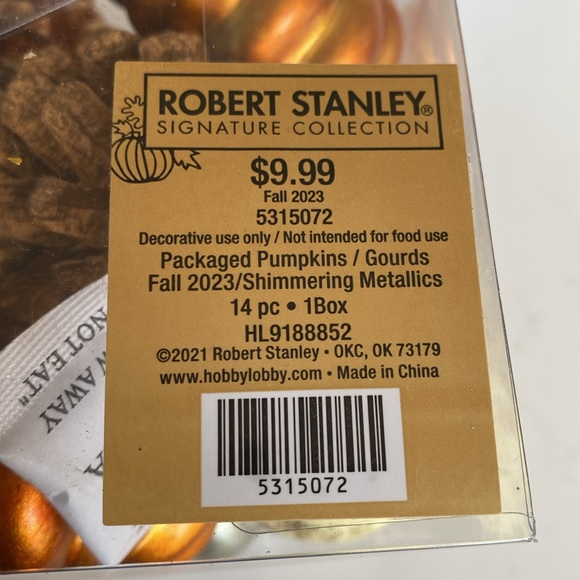 ROBERT STANLEY®
SIGNATURE COLLECTION
$9.99
Fall 2023
5315072
Decorative use only / Not intended for food use
Packaged Pumpkins / Gourds
Fall 2023/Shimmering Metallics
14 pc • 1Box
HL9188852
©2021 Robert Stanley • OKC, OK 73179
www.hobbylobby.com • Made in China
5315072
NOT EAT"
AWAY